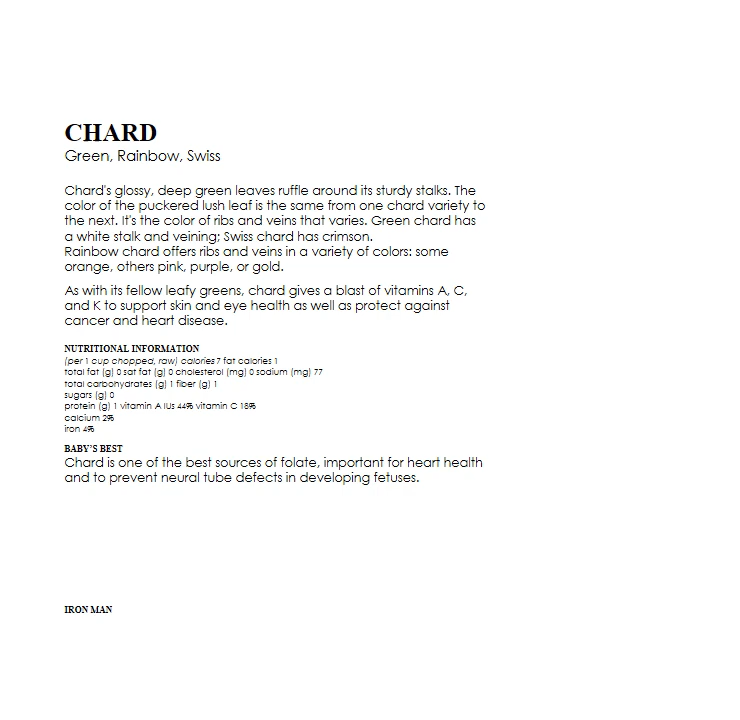 CHARD
Green, Rainbow, Swiss
Chard's glossy, deep green leaves ruffle around its sturdy stalks. The
color of the puckered lush leaf is the same from one chard variety to
the next. It's the color of ribs and veins that varies. Green chard has
a white stalk and veining; Swiss chard has crimson.
Rainbow chard offers ribs and veins in a variety of colors: some
orange, others pink, purple, or gold.
As with its fellow leafy greens, chard gives a blast of vitamins A, C,
and K to support skin and eye health as well as protect against
cancer and heart disease.
NUTRITIONAL INFORMATION
(per 1 cup chopped, raw) calories 7 fat calories 1
total fat (g) 0 sat fat (g) 0 cholesterol (mg) 0 sodium (mg) 77
total carbohydrates (g) 1 fiber (g) 1
sugars (g) 0
protein (g) 1 vitamin A IUs 44% vitamin C 18%
calcium 2%
iron 4%
BABY'S BEST
Chard is one of the best sources of folate, important for heart health
and to prevent neural tube defects in developing fetuses.
IRON MAN